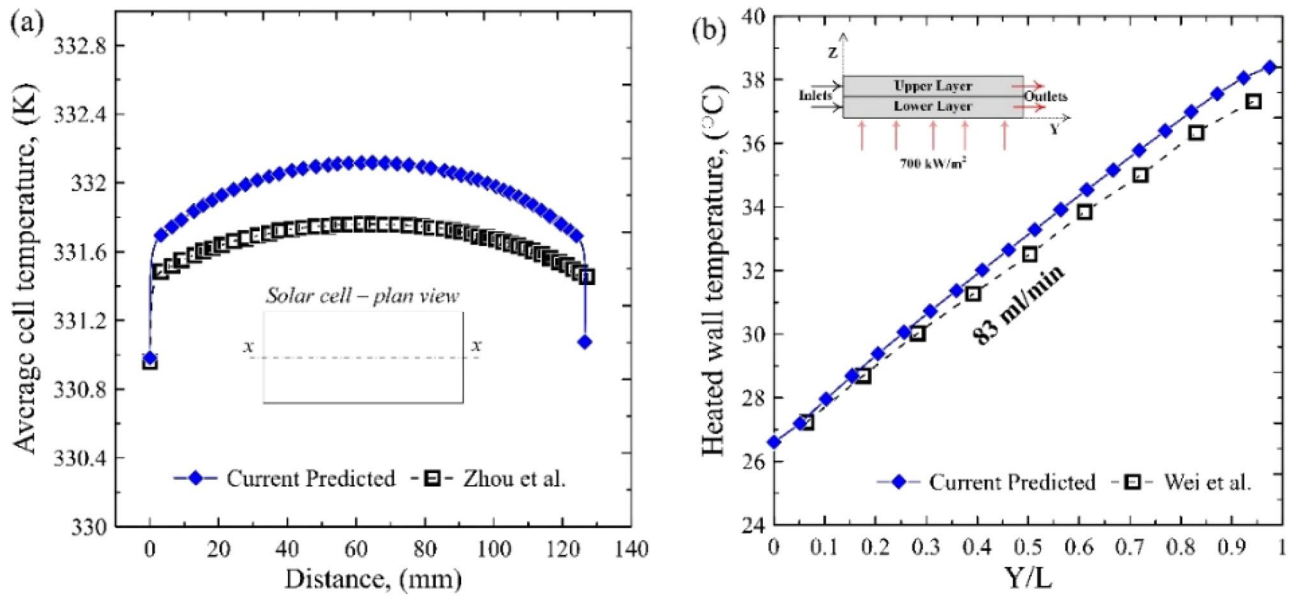 (a)
332.8
332.4
332
331.6
331.2
330.8
330.4
330
Average cell temperature, (K)
Solar cell – plan view
x x
Current Predicted Zhou et al.
0 20 40 60 80 100 120 140
Distance, (mm)
(b)
40
38
36
34
32
30
28
26
24
Heated wall temperature, (°C)
Z
Upper Layer
Inlets Outlets
Lower Layer
Y
700 kW/m²
83 ml/min
Current Predicted Wei et al.
0 0.1 0.2 0.3 0.4 0.5 0.6 0.7 0.8 0.9 1
Y/L